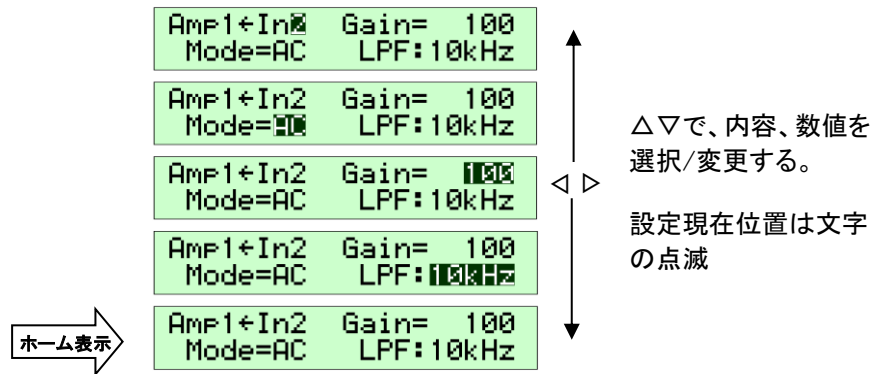 Amp1←In2 Gain= 100
Mode=AC LPF:10kHz
Amp1←In2 Gain= 100
Mode=AC LPF:10kHz
Amp1←In2 Gain= 100
Mode=AC LPF:10kHz
Amp1←In2 Gain= 100
Mode=AC LPF:10kHz
Amp1←In2 Gain= 100
Mode=AC LPF:10kHz
◁ ▷
△▽で、内容、数値を
選択/変更する。
設定現在位置は文字
の点滅
ホーム表示